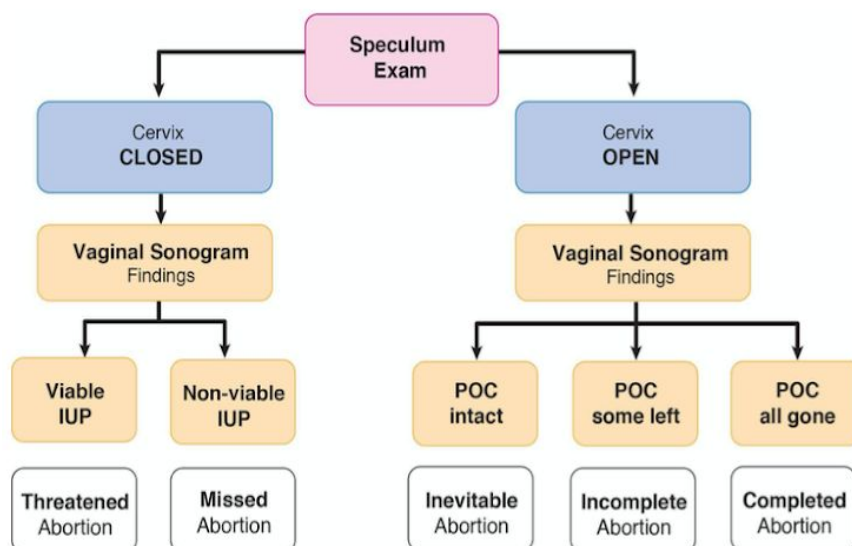 Speculum
Exam
Cervix
CLOSED
Cervix
OPEN
Vaginal Sonogram
Findings
Vaginal Sonogram
Findings
Viable
IUP
Non-viable
IUP
POC
intact
POC
some left
POC
all gone
Threatened
Abortion
Missed
Abortion
Inevitable
Abortion
Incomplete
Abortion
Completed
Abortion